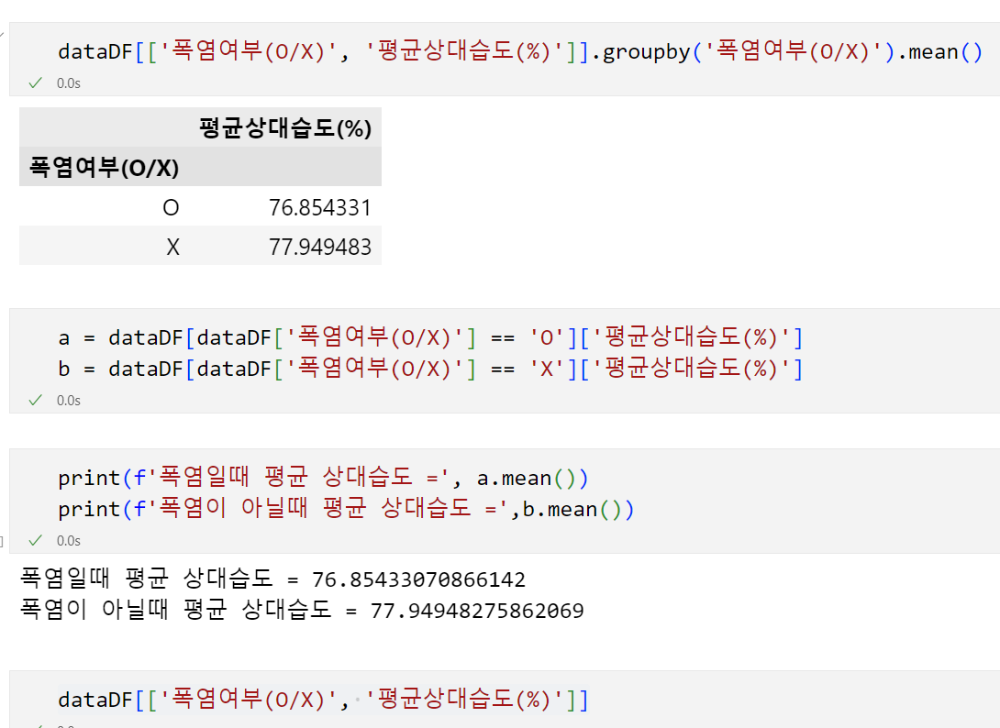 dataDF[['폭염여부(O/X)', '평균상대습도(%)']].groupby('폭염여부(O/X)').mean()
0.0s
평균상대습도(%)
폭염여부(O/X)
O 76.854331
X 77.949483
a = dataDF[dataDF['폭염여부(O/X)'] == 'O']['평균상대습도(%)']
b = dataDF[dataDF['폭염여부(O/X)'] == 'X']['평균상대습도(%)']
0.0s
print(f'폭염일때 평균 상대습도 =', a.mean())
print(f'폭염이 아닐때 평균 상대습도 =',b.mean())
0.0s
폭염일때 평균 상대습도 = 76.85433070866142
폭염이 아닐때 평균 상대습도 = 77.94948275862069
dataDF[['폭염여부(O/X)', '평균상대습도(%)']]